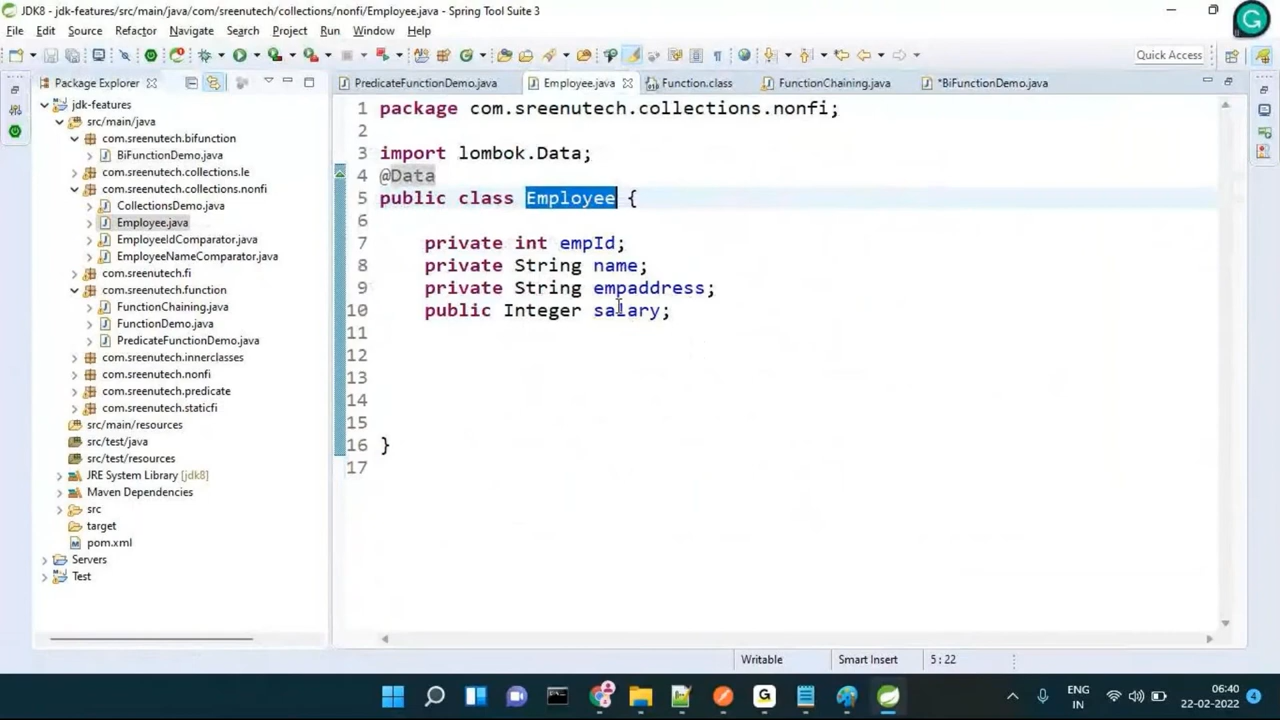 JDK8 - jdk-features/src/main/java/com/sreenutech/collections/nonfi/Employee.java - Spring Tool Suite 3
File Edit Source Refactor Navigate Search Project Run Window Help
Quick Access
Package Explorer
PredicateFunctionDemo.java Employee.java Function.class FunctionChaining.java *BiFunctionDemo.java
jdk-features
src/main/java
com.sreenutech.bifunction
BiFunctionDemo.java
com.sreenutech.collections.le
com.sreenutech.collections.nonfi
CollectionsDemo.java
Employee.java
EmployeeIdComparator.java
EmployeeNameComparator.java
com.sreenutech.fi
com.sreenutech.function
FunctionChaining.java
FunctionDemo.java
PredicateFunctionDemo.java
com.sreenutech.innerclasses
com.sreenutech.nonfi
com.sreenutech.predicate
com.sreenutech.staticfi
src/main/resources
src/test/java
src/test/resources
JRE System Library [jdk8]
Maven Dependencies
src
target
pom.xml
Servers
Test
1 package com.sreenutech.collections.nonfi;
2
3 import lombok.Data;
4 @Data
5 public class Employee {
6
7 private int empId;
8 private String name;
9 private String empaddress;
10 public Integer salary;
11
12
13
14
15
16 }
17
Writable Smart Insert 5 : 22
ENG
IN
06:40
22-02-2022
4